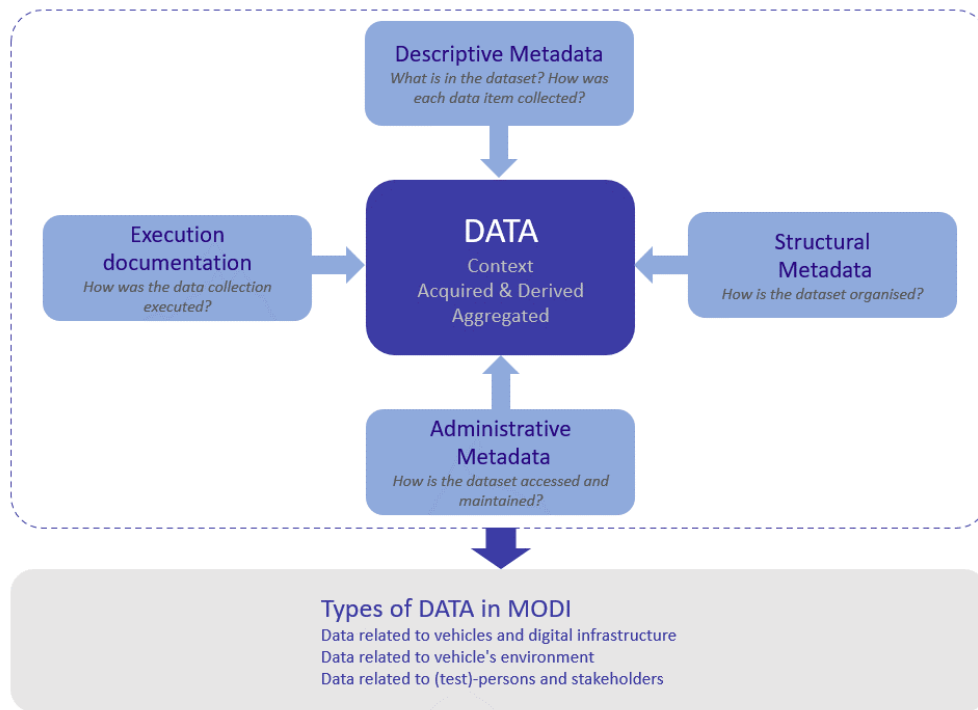 Descriptive Metadata
What is in the dataset? How was
each data item collected?
Execution
documentation
How was the data collection
executed?
DATA
Context
Acquired & Derived
Aggregated
Structural
Metadata
How is the dataset organised?
Administrative
Metadata
How is the dataset accessed and
maintained?
Types of DATA in MODI
Data related to vehicles and digital infrastructure
Data related to vehicle's environment
Data related to (test)-persons and stakeholders